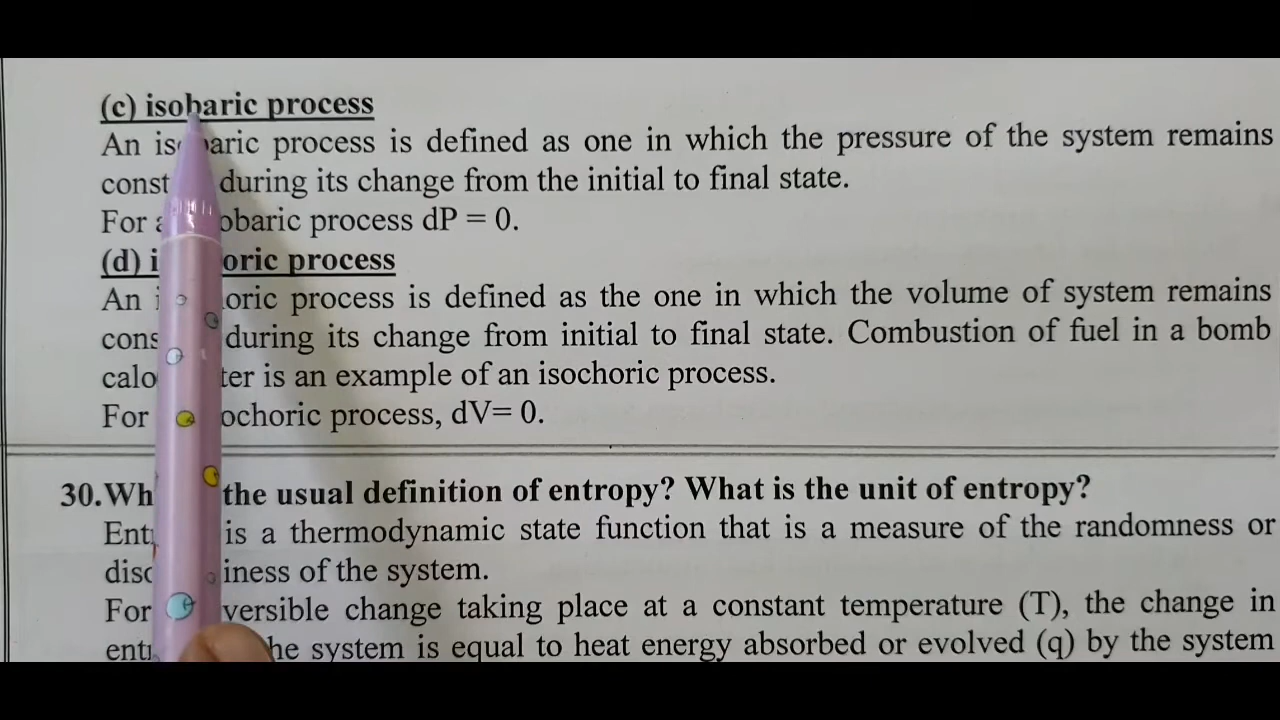 (c) isobaric process
An isobaric process is defined as one in which the pressure of the system remains
const during its change from the initial to final state.
For a obaric process dP = 0.
(d) i oric process
An i oric process is defined as the one in which the volume of system remains
cons during its change from initial to final state. Combustion of fuel in a bomb
calo ter is an example of an isochoric process.
For ochoric process, dV= 0.
30. Wh the usual definition of entropy? What is the unit of entropy?
Ent is a thermodynamic state function that is a measure of the randomness or
diso iness of the system.
For versible change taking place at a constant temperature (T), the change in
ent he system is equal to heat energy absorbed or evolved (q) by the system